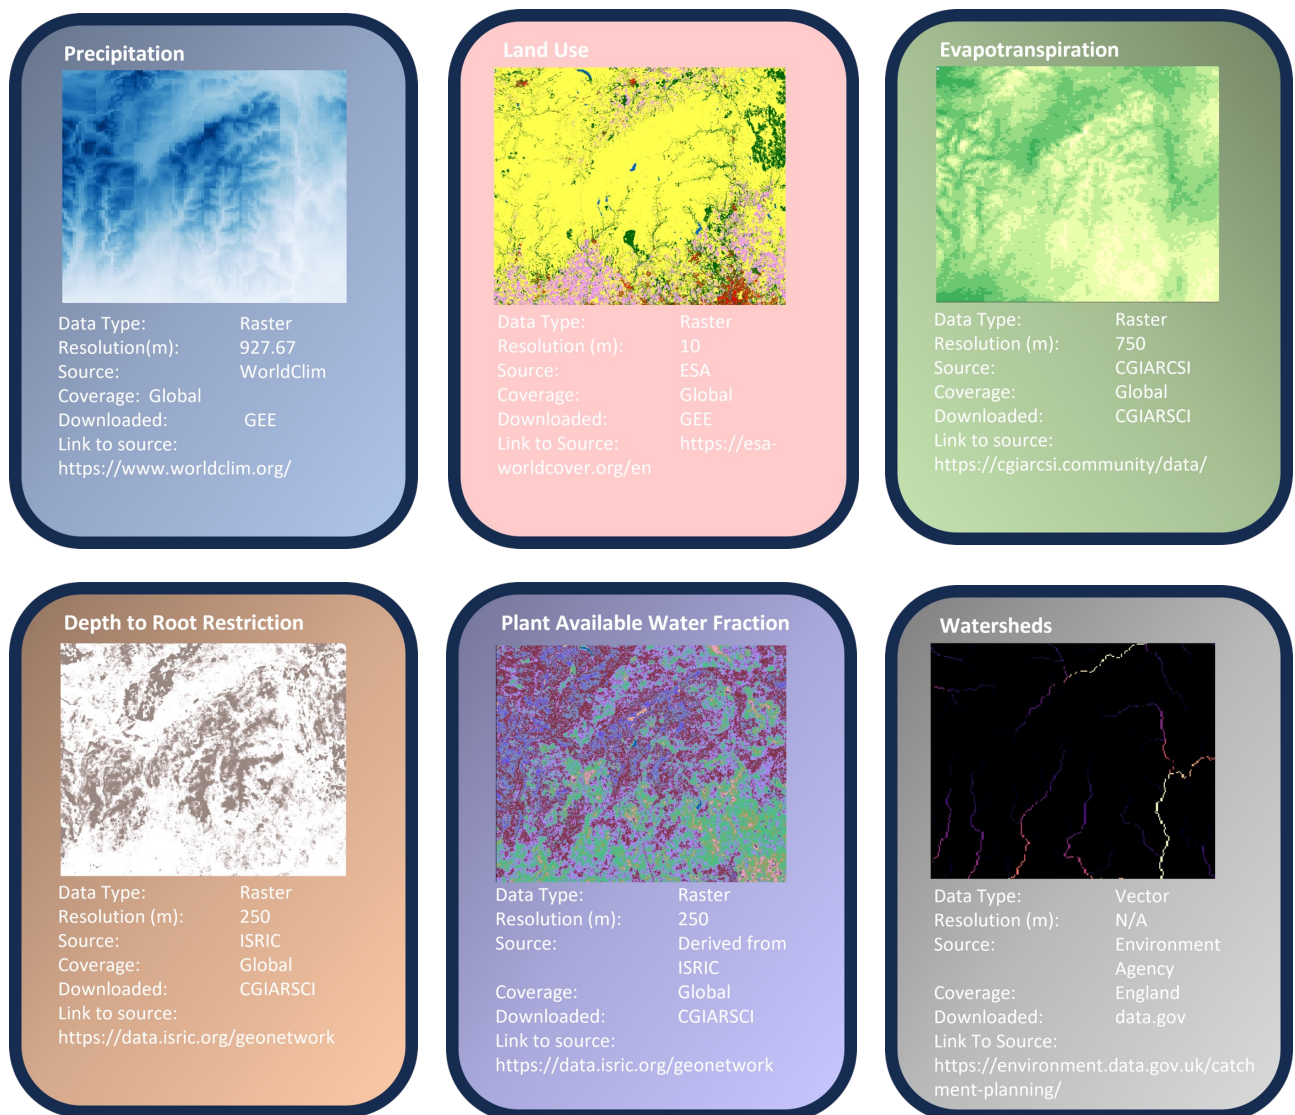 Precipitation
Data Type: Raster
Resolution(m): 927.67
Source: WorldClim
Coverage: Global
Downloaded: GEE
Link to source:
https://www.worldclim.org/
Land Use
Data Type: Raster
Resolution (m): 10
Source: ESA
Coverage: Global
Downloaded: GEE
Link to Source: https://esa-
worldcover.org/en
Evapotranspiration
Data Type: Raster
Resolution (m): 750
Source: CGIARCSI
Coverage: Global
Downloaded: CGIARSCI
Link to source:
https://cgiarcsi.community/data/
Depth to Root Restriction
Data Type: Raster
Resolution (m): 250
Source: ISRIC
Coverage: Global
Downloaded: CGIARSCI
Link to source:
https://data.isric.org/geonetwork
Plant Available Water Fraction
Data Type: Raster
Resolution (m): 250
Source: Derived from
ISRIC
Coverage: Global
Downloaded: CGIARSCI
Link to source:
https://data.isric.org/geonetwork
Watersheds
Data Type: Vector
Resolution (m): N/A
Source: Environment
Agency
Coverage: England
Downloaded: data.gov
Link To Source:
https://environment.data.gov.uk/catch
ment-planning/